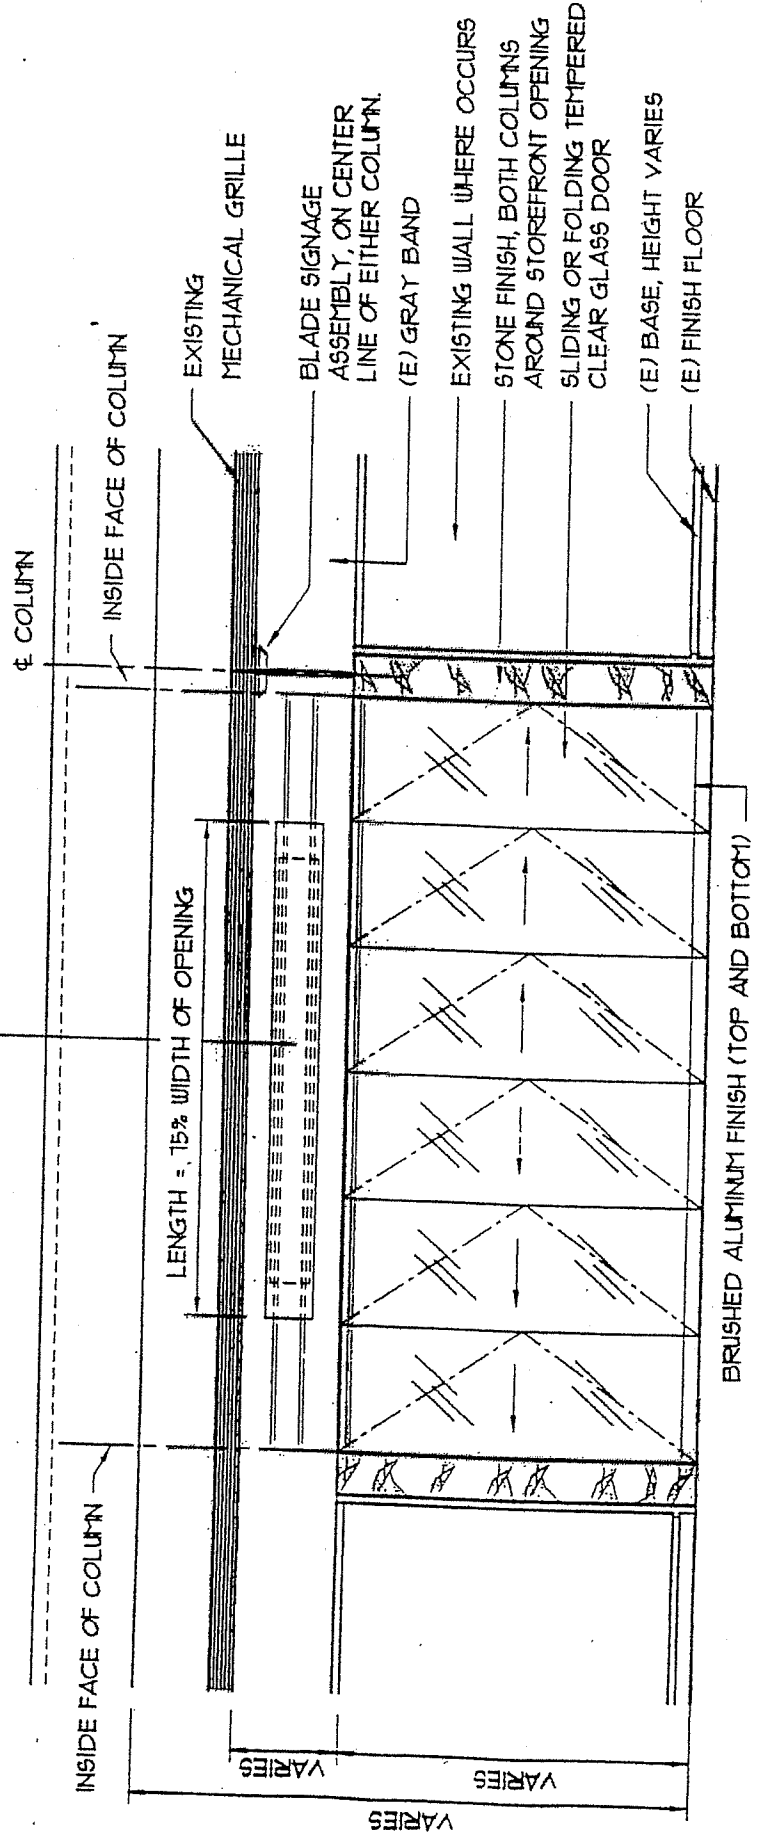 ₵ COLUMN
INSIDE FACE OF COLUMN
EXISTING
MECHANICAL GRILLE
BLADE SIGNAGE
ASSEMBLY, ON CENTER
LINE OF EITHER COLUMN.
(E) GRAY BAND
EXISTING WALL WHERE OCCURS
STONE FINISH, BOTH COLUMNS
AROUND STOREFRONT OPENING
SLIDING OR FOLDING TEMPERED
CLEAR GLASS DOOR
(E) BASE, HEIGHT VARIES
(E) FINISH FLOOR
LENGTH = .75% WIDTH OF OPENING
INSIDE FACE OF COLUMN
BRUSHED ALUMINUM FINISH (TOP AND BOTTOM)
VARIES
VARIES
VARIES